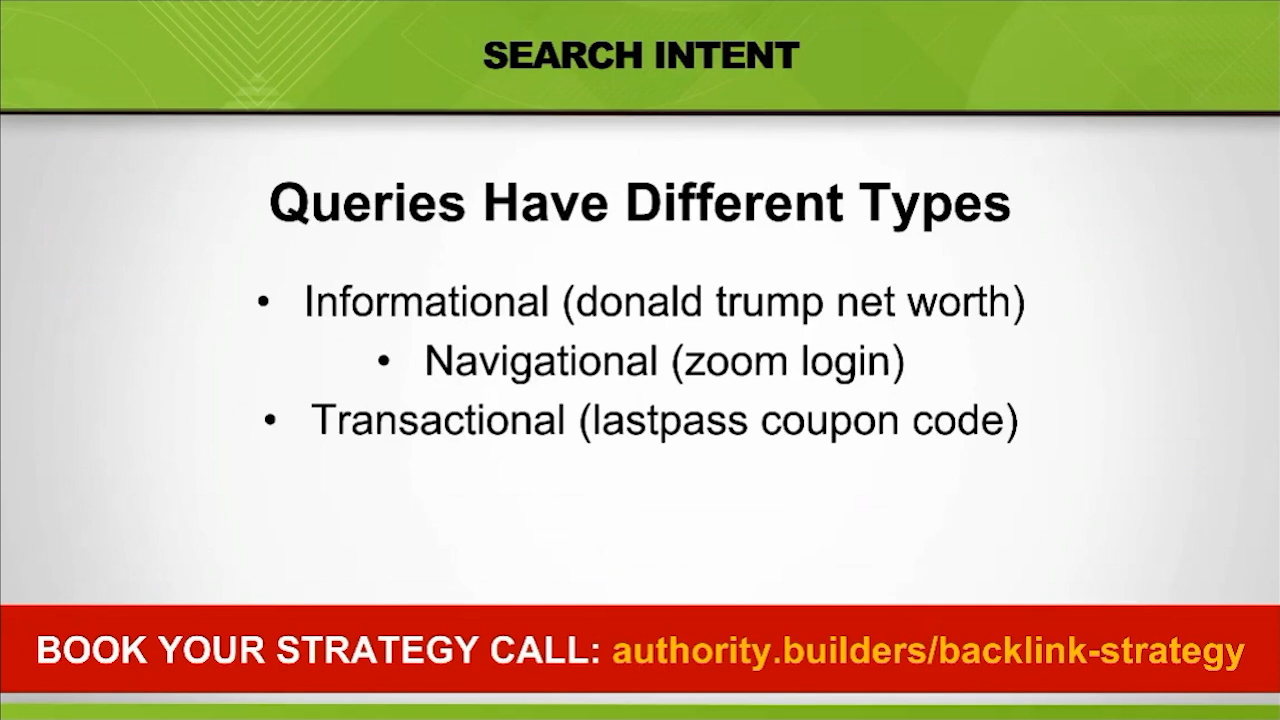 SEARCH INTENT
Queries Have Different Types
• Informational (donald trump net worth)
• Navigational (zoom login)
• Transactional (lastpass coupon code)
BOOK YOUR STRATEGY CALL: authority.builders/backlink-strategy